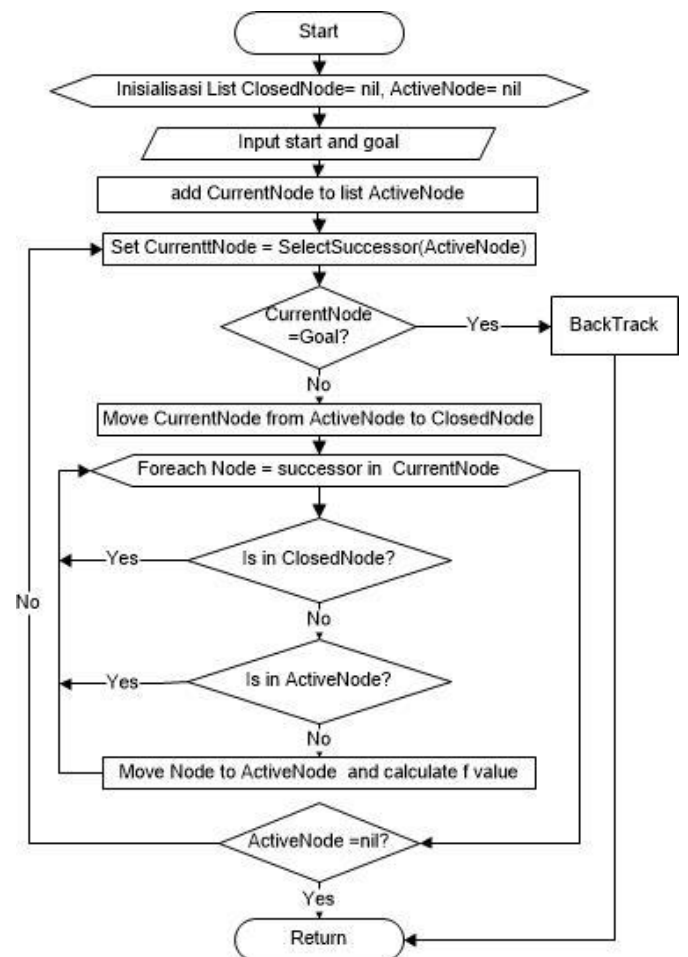 Start
Inisialisasi List ClosedNode= nil, ActiveNode= nil
Input start and goal
add CurrentNode to list ActiveNode
Set CurrenttNode = SelectSuccessor(ActiveNode)
CurrentNode
=Goal?
Yes
BackTrack
No
Move CurrentNode from ActiveNode to ClosedNode
Foreach Node = successor in CurrentNode
Is in ClosedNode?
Yes
No
No
Is in ActiveNode?
Yes
No
Move Node to ActiveNode and calculate f value
ActiveNode =nil?
Yes
Return